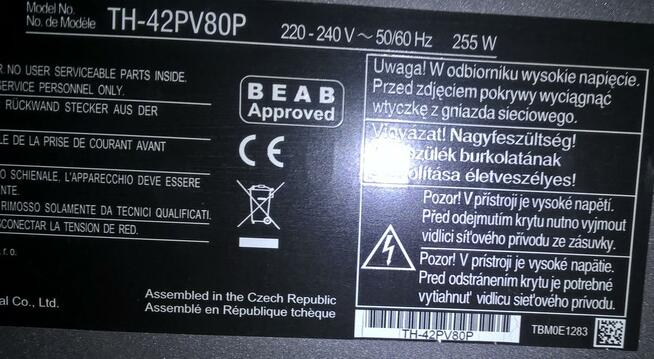 Model No.
No. de Modèle TH-42PV80P 220 - 240 V ~ 50/60 Hz 255 W
NO USER SERVICEABLE PARTS INSIDE.
SERVICE PERSONNEL ONLY.
RÜCKWAND STECKER AUS DER
DE LA PRISE DE COURANT AVANT
SCHIENALE, L'APPARECCHIO DEVE ESSERE
RIMOSSO SOLAMENTE DA TECNICI QUALIFICATI.
LA TENSION DE RED.
r. o.
Co., Ltd.
BEAB
Approved
CE
Assembled in the Czech Republic
Assemblé en République tchèque
Uwaga! W odbiorniku wysokie napięcie.
Przed zdjęciem pokrywy wyciągnąć
wtyczkę z gniazda sieciowego.
Nagyfeszültség!
burkolatának
életveszélyes!
Pozor! V přístroji je vysoké napětí.
Před odejmutím krytu nutno vyjmout
vidlici síťového přívodu ze zásuvky.
Pozor! V prístroji je vysoké napätie.
Pred odstránením krytu je potrebné
vytiahnuť vidlicu sieťového prívodu.
TH-42PV80P
TBM0E1283